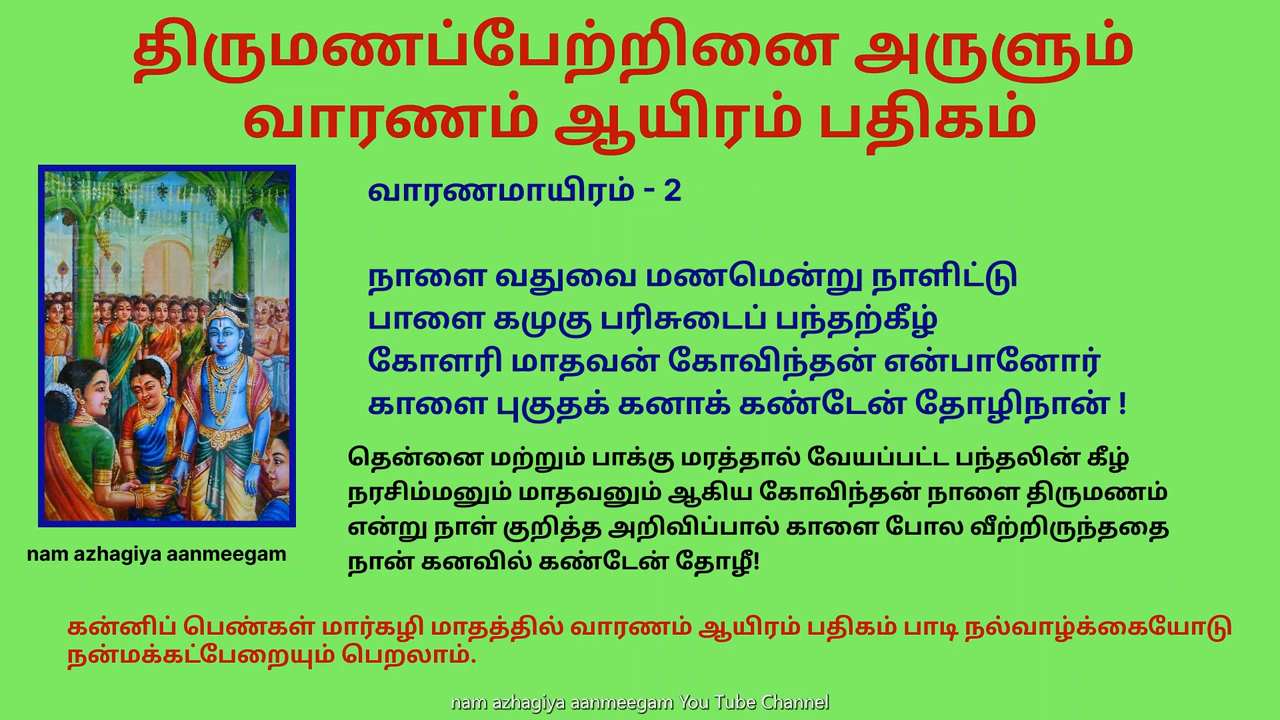 திருமணப்பேற்றினை அருளும்
வாரணம் ஆயிரம் பதிகம்
வாரணமாயிரம் - 2
நாளை வதுவை மணமென்று நாளிட்டு
பாளை கமுகு பரிசுடைப் பந்தற்கீழ்
கோளரி மாதவன் கோவிந்தன் என்பானோர்
காளை புகுதக் கனாக் கண்டேன் தோழிநான் !
தென்னை மற்றும் பாக்கு மரத்தால் வேயப்பட்ட பந்தலின் கீழ்
நரசிம்மனும் மாதவனும் ஆகிய கோவிந்தன் நாளை திருமணம்
என்று நாள் குறித்த அறிவிப்பால் காளை போல வீற்றிருந்ததை
நான் கனவில் கண்டேன் தோழீ!
nam azhagiya aanmeegam
கன்னிப் பெண்கள் மார்கழி மாதத்தில் வாரணம் ஆயிரம் பதிகம் பாடி நல்வாழ்க்கையோடு
நன்மக்கட்பேறையும் பெறலாம்.
nam azhagiya aanmeegam You Tube Channel